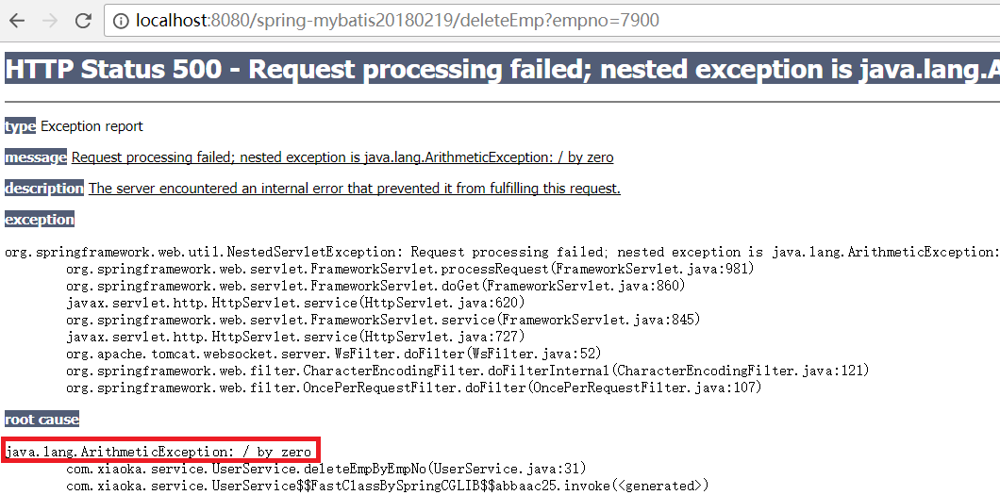 localhost:8080/spring-mybatis20180219/deleteEmp?empno=7900
HTTP Status 500 - Request processing failed; nested exception is java.lang.A
type Exception report
message Request processing failed; nested exception is java.lang.ArithmeticException: / by zero
description The server encountered an internal error that prevented it from fulfilling this request.
exception
org.springframework.web.util.NestedServletException: Request processing failed; nested exception is java.lang.ArithmeticException:
org.springframework.web.servlet.FrameworkServlet.processRequest(FrameworkServlet.java:981)
org.springframework.web.servlet.FrameworkServlet.doGet(FrameworkServlet.java:860)
javax.servlet.http.HttpServlet.service(HttpServlet.java:620)
org.springframework.web.servlet.FrameworkServlet.service(FrameworkServlet.java:845)
javax.servlet.http.HttpServlet.service(HttpServlet.java:727)
org.apache.tomcat.websocket.server.WsFilter.doFilter(WsFilter.java:52)
org.springframework.web.filter.CharacterEncodingFilter.doFilterInternal(CharacterEncodingFilter.java:121)
org.springframework.web.filter.OncePerRequestFilter.doFilter(OncePerRequestFilter.java:107)
root cause
java.lang.ArithmeticException: / by zero
com.xiaoka.service.UserService.deleteEmpByEmpNo(UserService.java:31)
com.xiaoka.service.UserService$$FastClassBySpringCGLIB$$abbaac25.invoke(<generated>)